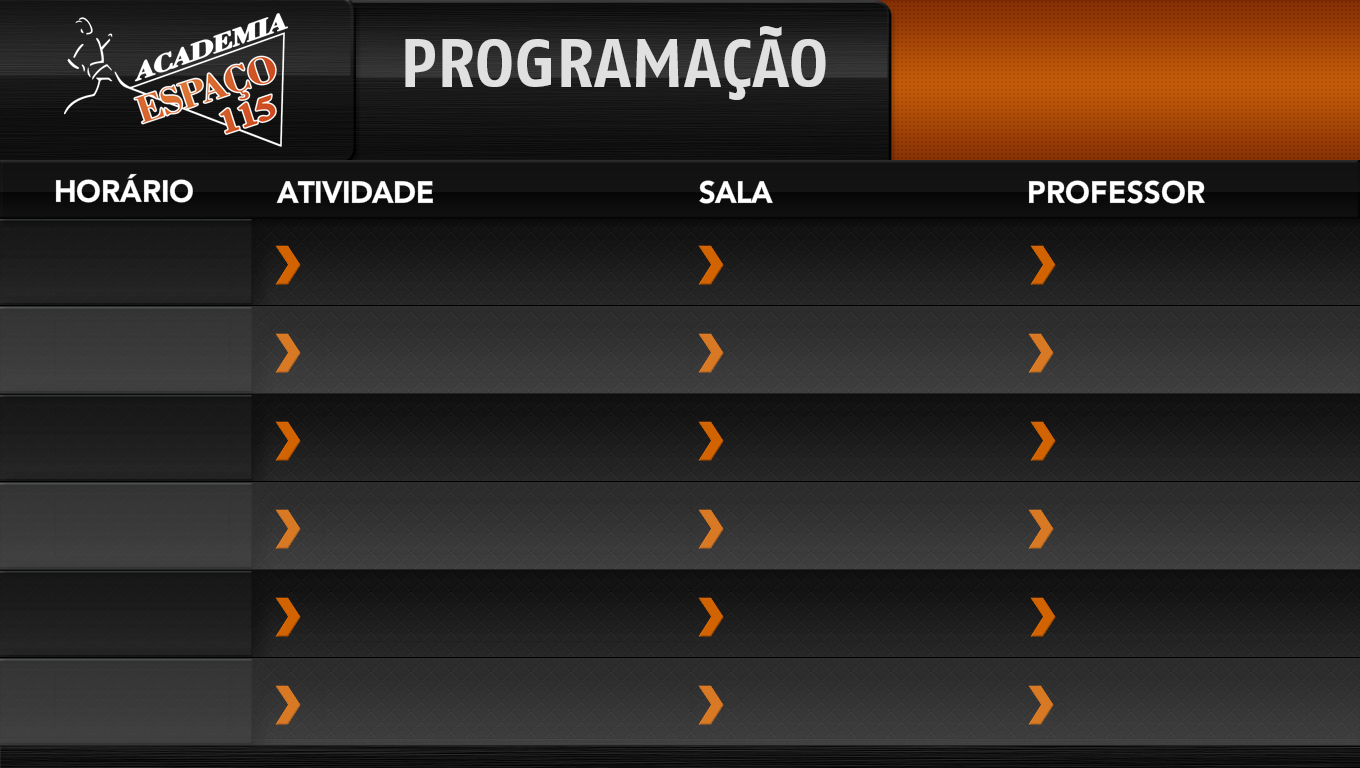 ACADEMIA
ESPAÇO
115
PROGRAMAÇÃO
HORÁRIO ATIVIDADE SALA PROFESSOR